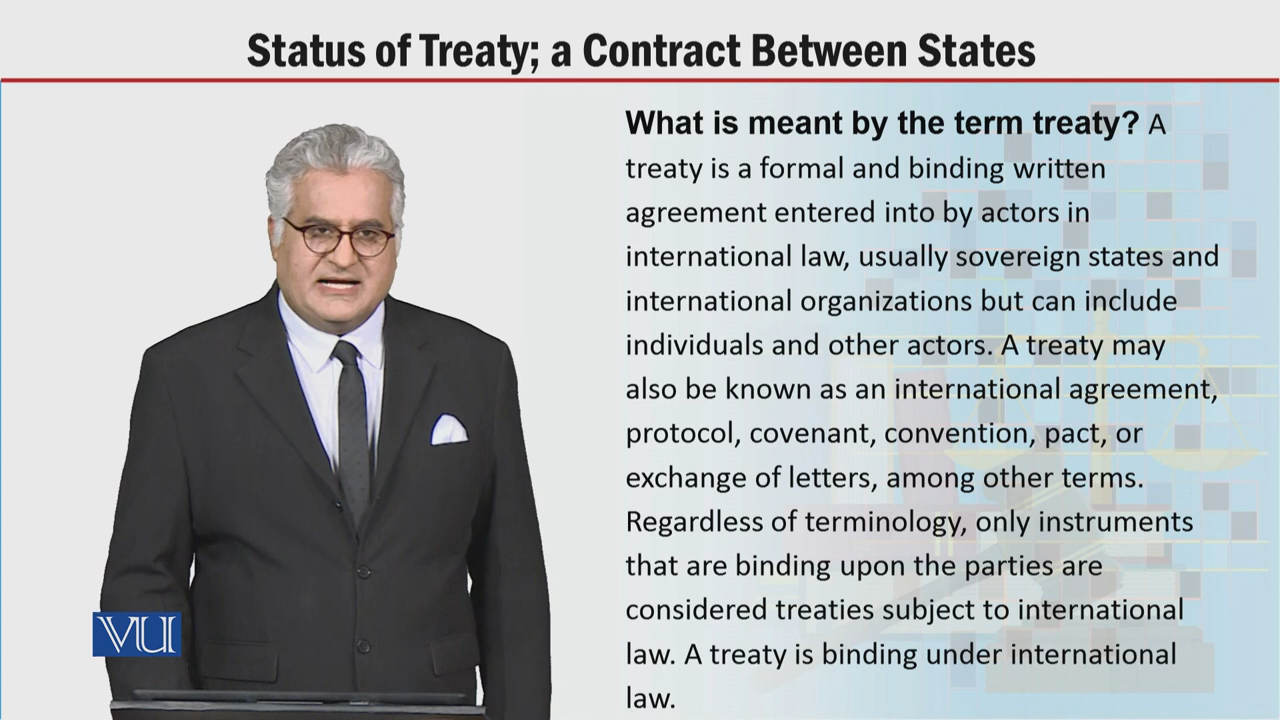 Status of Treaty; a Contract Between States
What is meant by the term treaty? A
treaty is a formal and binding written
agreement entered into by actors in
international law, usually sovereign states and
international organizations but can include
individuals and other actors. A treaty may
also be known as an international agreement,
protocol, covenant, convention, pact, or
exchange of letters, among other terms.
Regardless of terminology, only instruments
that are binding upon the parties are
considered treaties subject to international
law. A treaty is binding under international
law.
VU